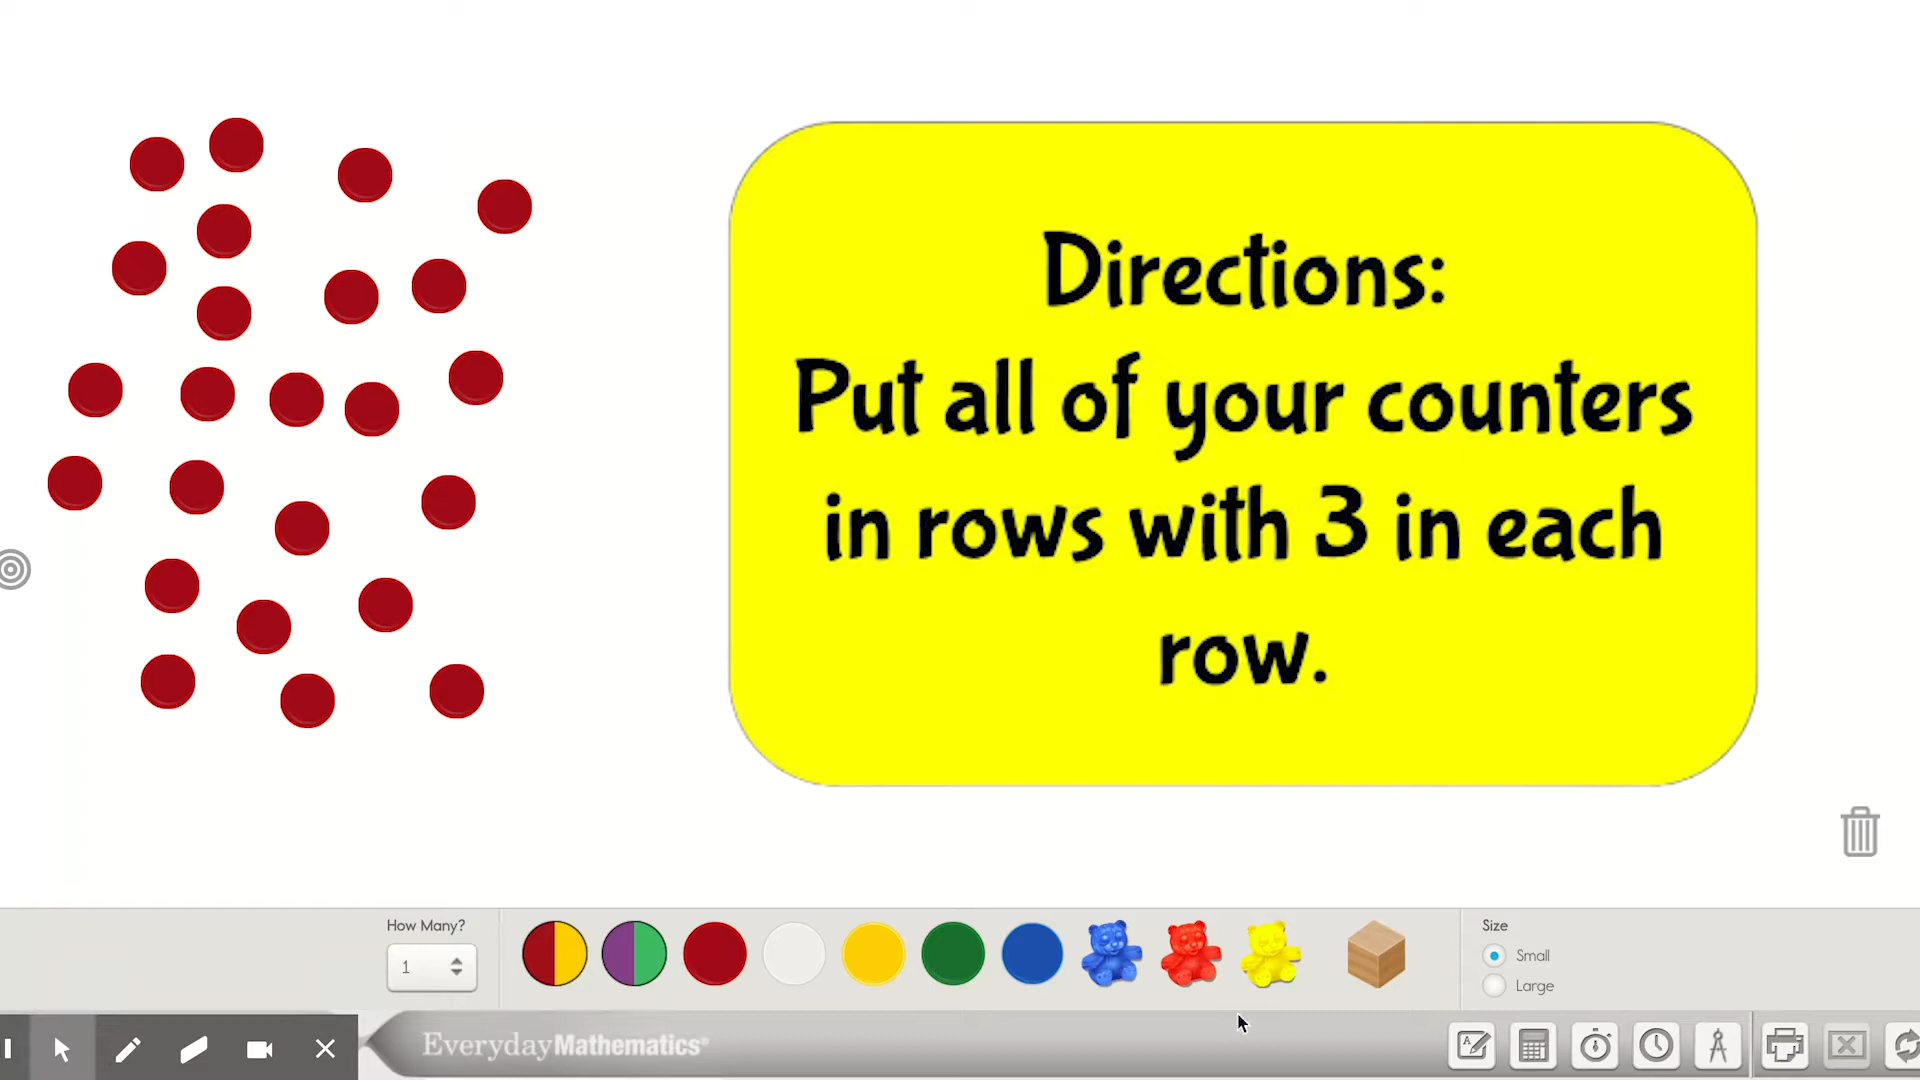 Directions:
Put all of your counters
in rows with 3 in each
row.
How Many?
1
Size
Small
Large
EverydayMathematics®